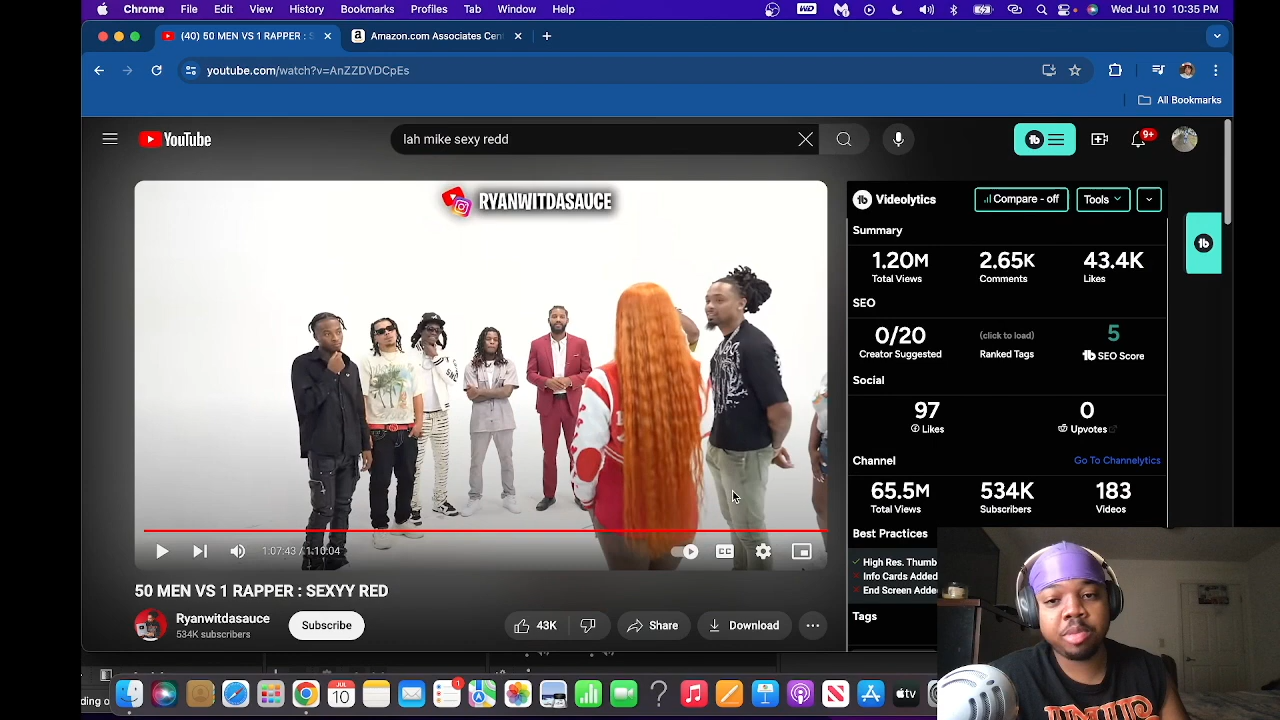 Chrome File Edit View History Bookmarks Profiles Tab Window Help WD Wed Jul 10 10:35 PM
(40) 50 MEN VS 1 RAPPER : S
Amazon.com Associates Cen
youtube.com/watch?v=AnZZDVDCpEs
All Bookmarks
YouTube
lah mike sexy redd
9+
RYANWITDASAUCE
Videolytics
Compare - off
Tools
Summary
1.20M 2.65K 43.4K
Total Views Comments Likes
SEO
0/20 (click to load) 5
Creator Suggested Ranked Tags SEO Score
Social
97 0
Likes Upvotes
Channel Go To Channelytics
65.5M 534K 183
Total Views Subscribers Videos
Best Practices
High Res. Thumb
Info Cards Added
End Screen Adde
Tags
1:07:43 / 1:10:04
CC
50 MEN VS 1 RAPPER : SEXYY RED
Ryanwitdasauce
534K subscribers
Subscribe
43K
Share
Download
JUL
10
1
tv